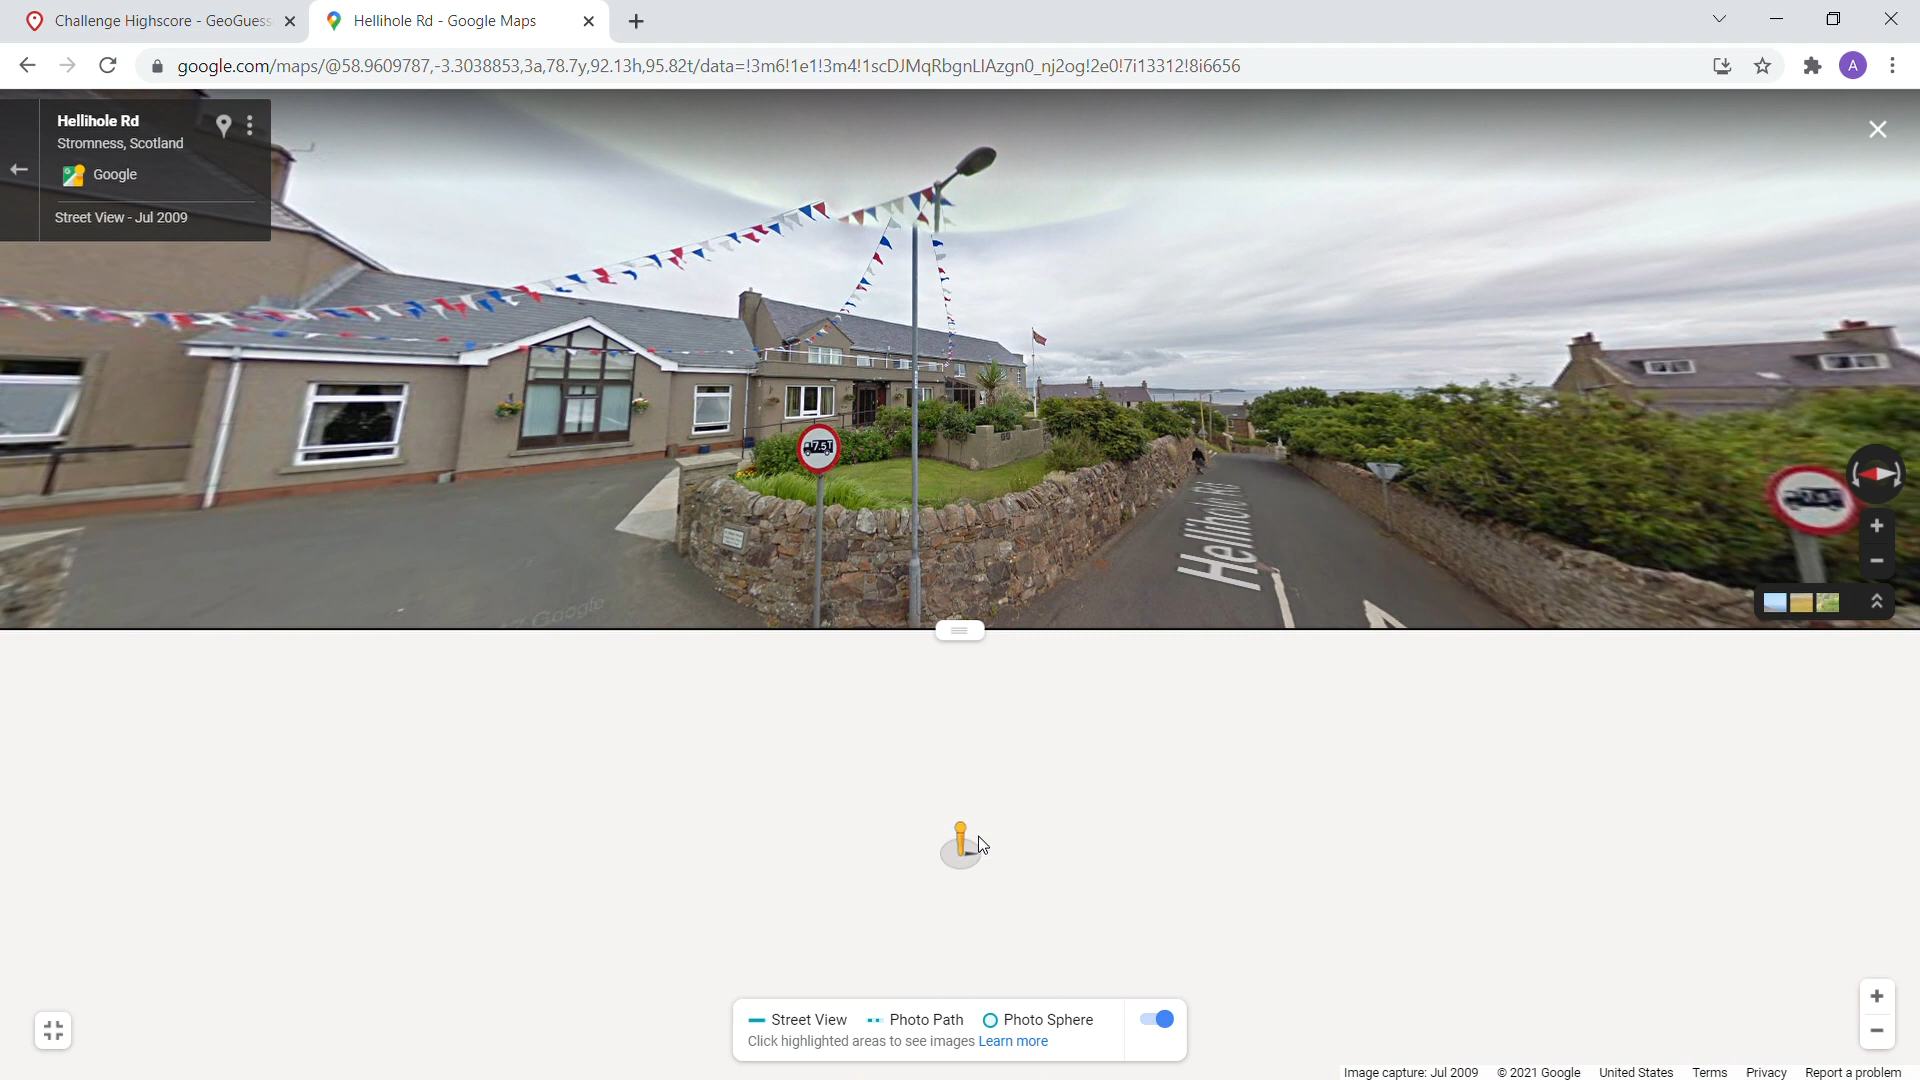 Challenge Highscore - GeoGuess
Hellihole Rd - Google Maps
google.com/maps/@58.9609787,-3.3038853,3a,78.7y,92.13h,95.82t/data=!3m6!1e1!3m4!1scDJMqRbgnLIAzgn0_nj2og!2e0!7i13312!8i6656
A
Hellihole Rd
Stromness, Scotland
Google
Street View - Jul 2009
7.5T
Hellihole Rd
Google
Street View Photo Path Photo Sphere
Click highlighted areas to see images Learn more
Image capture: Jul 2009 © 2021 Google United States Terms Privacy Report a problem